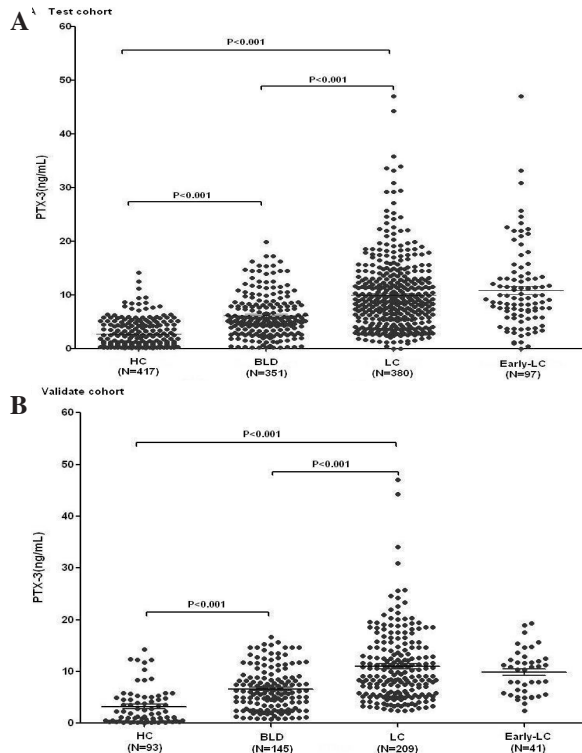 A
A Test cohort
60
P<0.001
50
P<0.001
40
PTX-3(ng/mL)
30
P<0.001
20
10
0
HC BLD LC Early-LC
(N=417) (N=351) (N=380) (N=97)
B
Validate cohort
60
P<0.001
50
P<0.001
40
PTX-3(ng/mL)
30
P<0.001
20
10
0
HC BLD LC Early-LC
(N=93) (N=145) (N=209) (N=41)